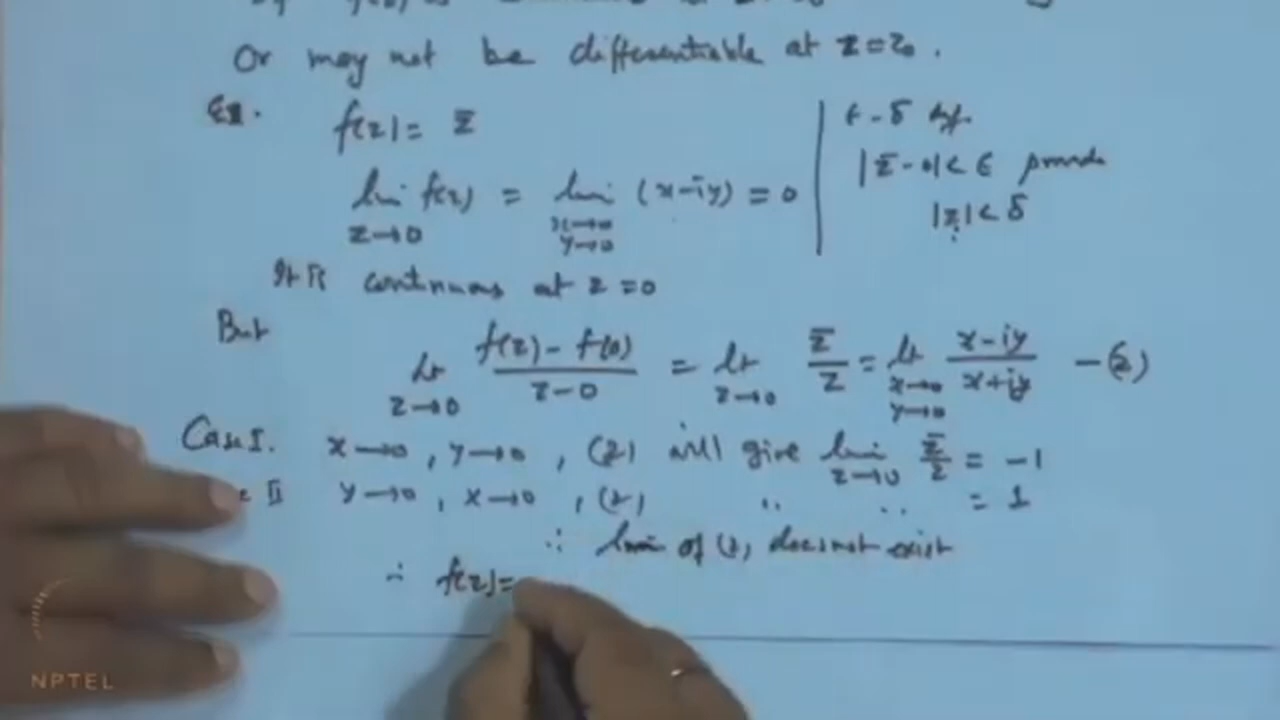 Or may not be differentiable at z = z₀.
Ex. f(z) = z̄
lim z→0 f(z) = lim x→0 y→0 (x-iy) = 0
ϵ-δ def.
|z̄-0| < ϵ provide
|z| < δ
It is continuous at z = 0
But
lt z→0 f(z) - f(0) / z-0 = lt z→0 z̄/z = lt x→0 y→0 x-iy / x+iy -(2)
Case I. x→0, y→0, (2) will give lim z→0 z̄/z = -1
II y→0, x→0, (2) " " = 1
∴ lim of (2) does not exist
∴ f(z) =
NPTEL